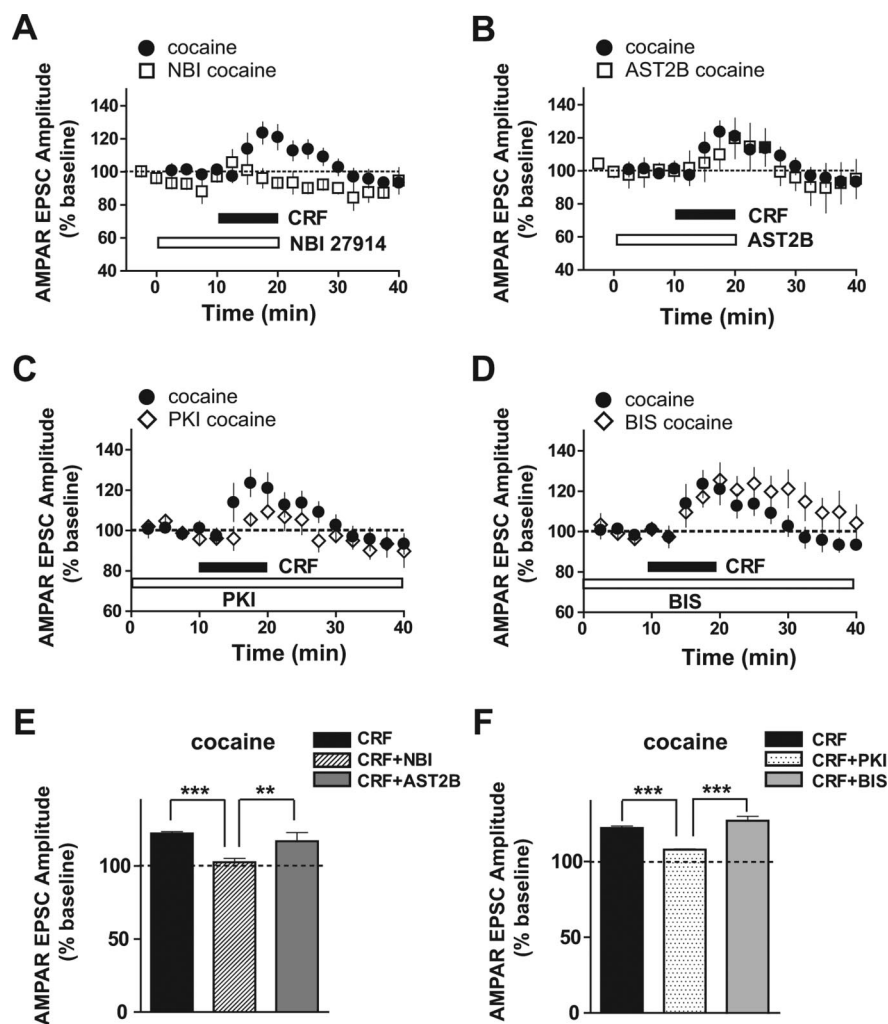 A
cocaine
NBI cocaine
AMPAR EPSC Amplitude
(% baseline)
140
120
100
80
60
40
CRF
NBI 27914
0
10
20
30
40
Time (min)
B
cocaine
AST2B cocaine
AMPAR EPSC Amplitude
(% baseline)
140
120
100
80
60
40
CRF
AST2B
0
10
20
30
40
Time (min)
C
cocaine
PKI cocaine
AMPAR EPSC Amplitude
(% baseline)
140
120
100
80
60
CRF
PKI
0
10
20
30
40
Time (min)
D
cocaine
BIS cocaine
AMPAR EPSC Amplitude
(% baseline)
140
120
100
80
60
CRF
BIS
0
10
20
30
40
Time (min)
E
cocaine
CRF
CRF+NBI
CRF+AST2B
AMPAR EPSC Amplitude
(% baseline)
***
**
100
50
0
F
cocaine
CRF
CRF+PKI
CRF+BIS
AMPAR EPSC Amplitude
(% baseline)
***
***
100
50
0